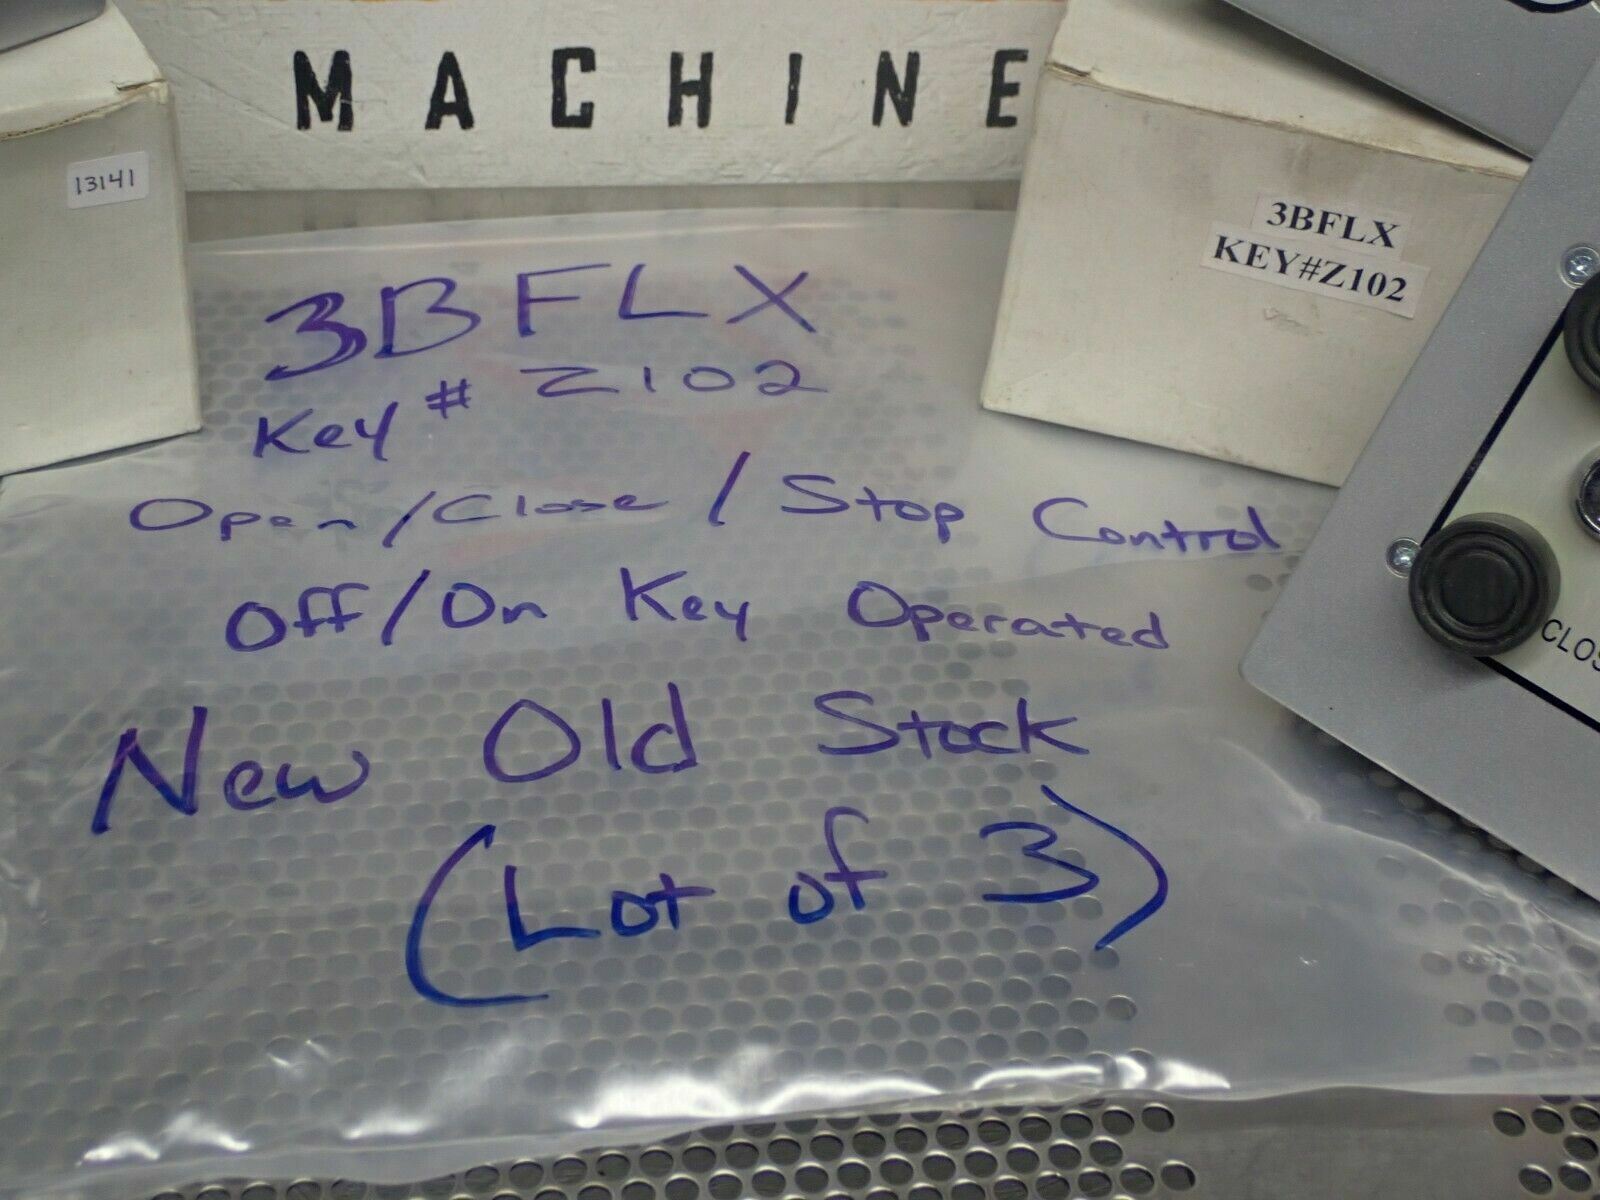 MACHINE
13141
3BFLX
KEY#Z102
3BFLX
Key # Z102
Open/Close/Stop Control
Off/On Key Operated
New Old Stock
(Lot of 3)